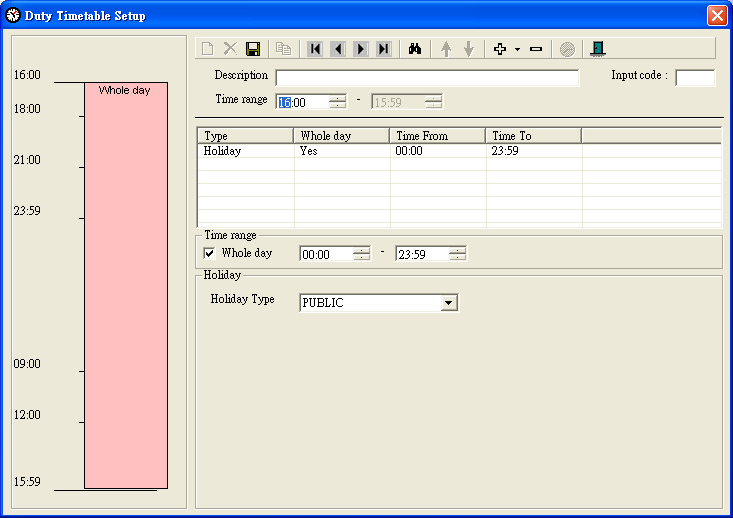 Duty Timetable Setup
Description
Input code :
Time range 16:00 - 15:59
Type Whole day Time From Time To
Holiday Yes 00:00 23:59
Time range
Whole day 00:00 - 23:59
Holiday
Holiday Type PUBLIC
16:00
Whole day
18:00
21:00
23:59
09:00
12:00
15:59